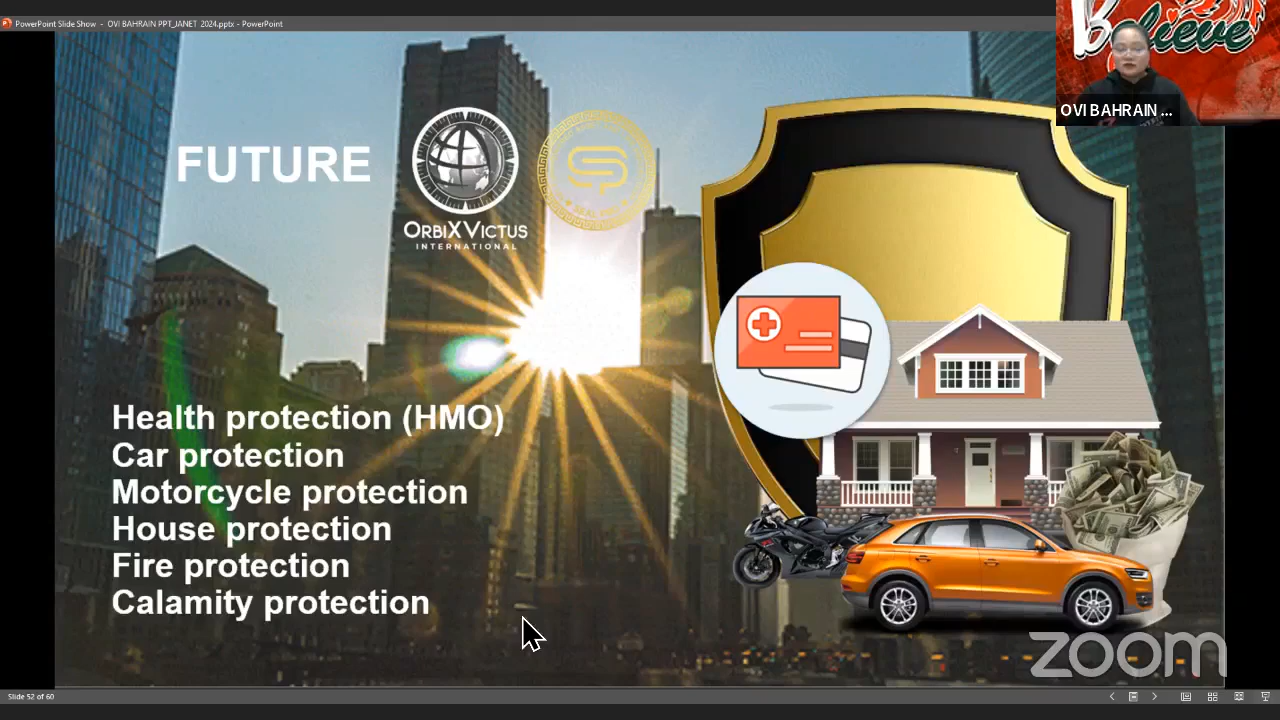 PowerPoint Slide Show - OVI BAHRAIN PPT_JANET 2024.pptx - PowerPoint
Believe
OVI BAHRAIN ...
FUTURE
ORBIXVICTUS
INTERNATIONAL
Health protection (HMO)
Car protection
Motorcycle protection
House protection
Fire protection
Calamity protection
zoom
Slide 52 of 60